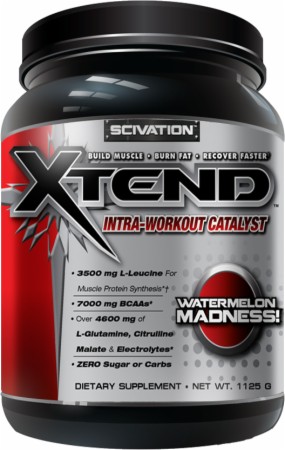 SCIVATION
BUILD MUSCLE • BURN FAT • RECOVER FASTER
XTEND™
INTRA-WORKOUT CATALYST
• 3500 mg L-Leucine For
Muscle Protein Synthesis*†
• 7000 mg BCAAs*
• Over 4600 mg of
L-Glutamine, Citrulline
Malate & Electrolytes*
• ZERO Sugar or Carbs
WATERMELON
MADNESS!
DIETARY SUPPLEMENT • NET WT. 1125 G